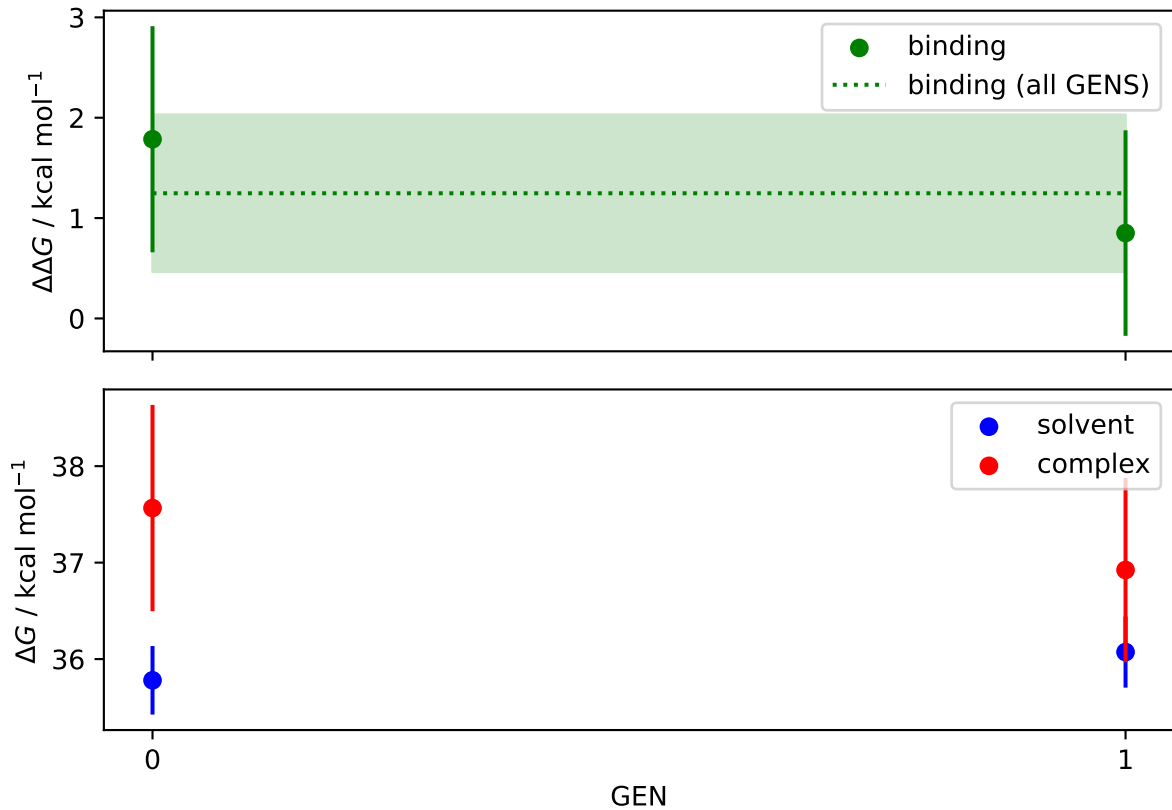 3
2
1
0
ΔΔG / kcal mol⁻¹
binding
binding (all GENS)
38
37
36
ΔG / kcal mol⁻¹
solvent
complex
0
1
GEN